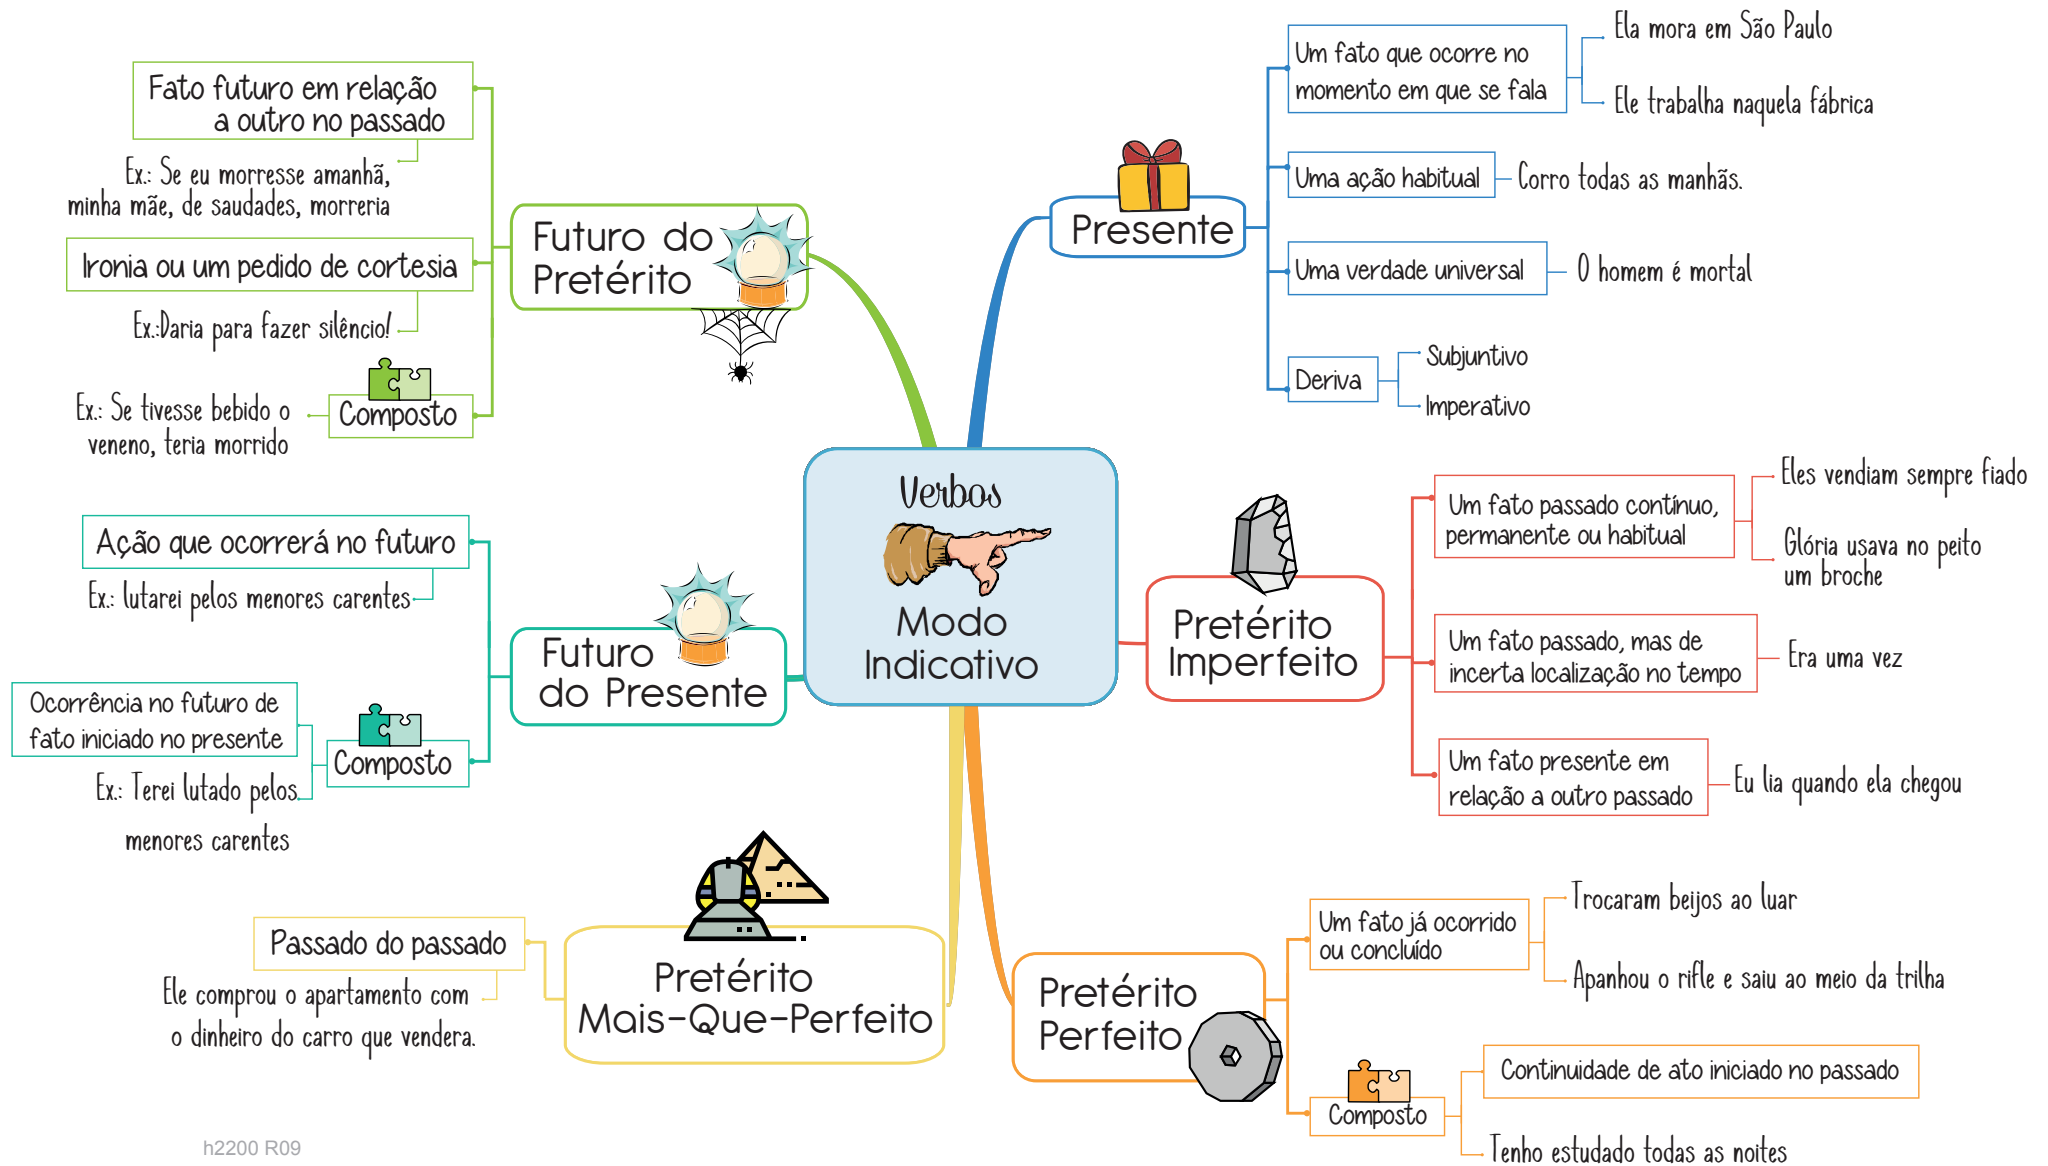 Verbos
Modo
Indicativo
Presente
Um fato que ocorre no
momento em que se fala
Ela mora em São Paulo
Ele trabalha naquela fábrica
Uma ação habitual
Corro todas as manhãs.
Uma verdade universal
O homem é mortal
Deriva
Subjuntivo
Imperativo
Pretérito
Imperfeito
Um fato passado contínuo,
permanente ou habitual
Eles vendiam sempre fiado
Glória usava no peito
um broche
Um fato passado, mas de
incerta localização no tempo
Era uma vez
Um fato presente em
relação a outro passado
Eu lia quando ela chegou
Pretérito
Perfeito
Um fato já ocorrido
ou concluído
Trocaram beijos ao luar
Apanhou o rifle e saiu ao meio da trilha
Composto
Continuidade de ato iniciado no passado
Tenho estudado todas as noites
Pretérito
Mais-Que-Perfeito
Passado do passado
Ele comprou o apartamento com
o dinheiro do carro que vendera.
Futuro
do Presente
Ação que ocorrerá no futuro
Ex.: lutarei pelos menores carentes
Composto
Ocorrência no futuro de
fato iniciado no presente
Ex.: Terei lutado pelos
menores carentes
Futuro do
Pretérito
Fato futuro em relação
a outro no passado
Ex.: Se eu morresse amanhã,
minha mãe, de saudades, morreria
Ironia ou um pedido de cortesia
Ex.:Daria para fazer silêncio!
Composto
Ex.: Se tivesse bebido o
veneno, teria morrido
h2200 R09